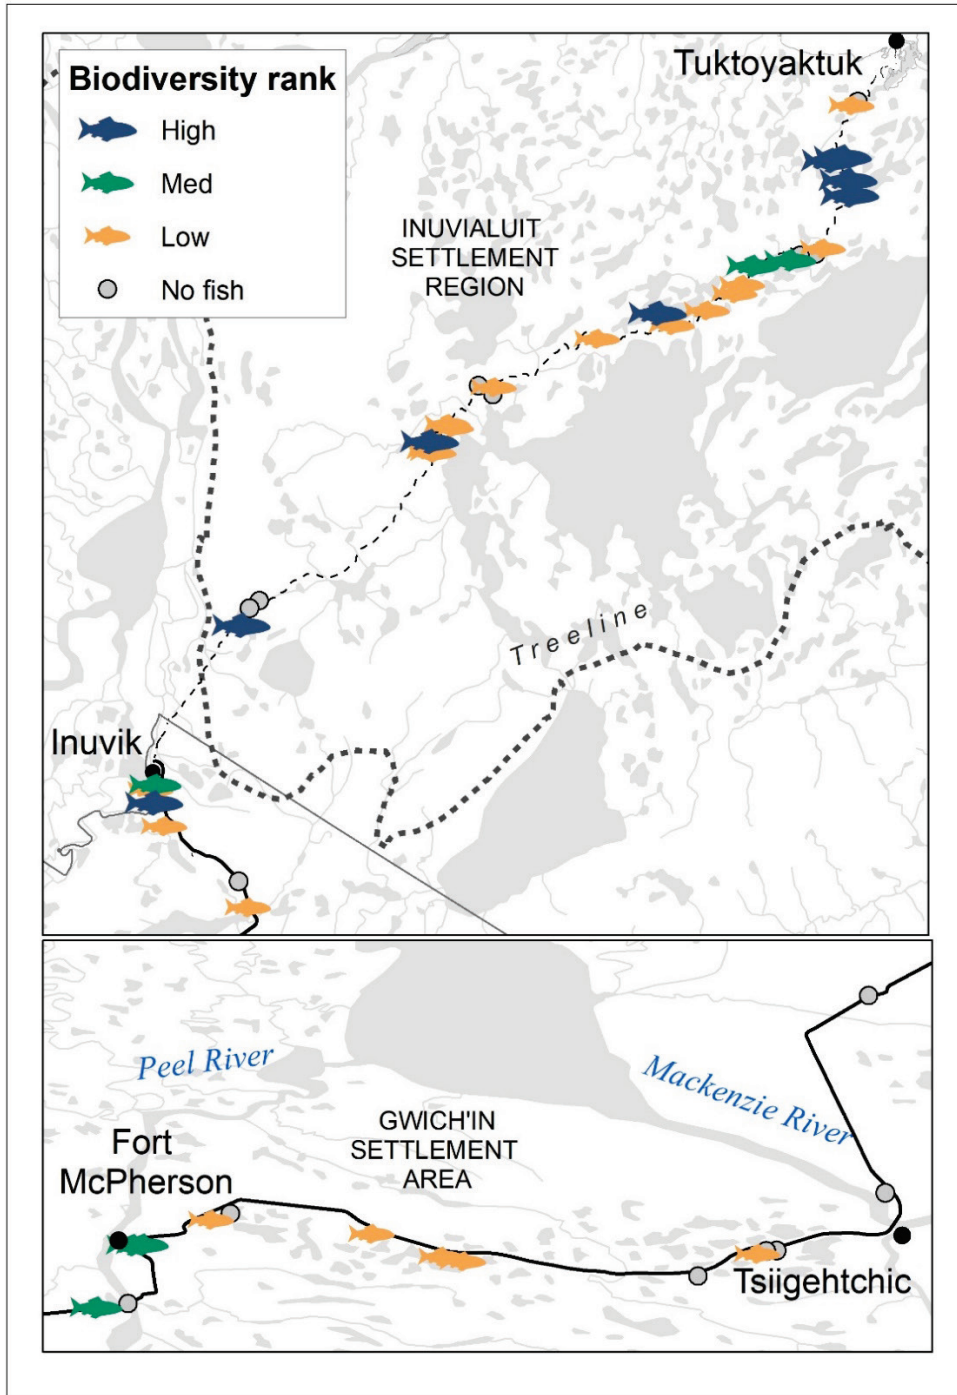 Biodiversity rank
High
Med
Low
No fish
Tuktoyaktuk
INUVIALUIT
SETTLEMENT
REGION
Treeline
Inuvik
Peel River
Mackenzie River
GWICH'IN
SETTLEMENT
AREA
Fort
McPherson
Tsiigehtchic